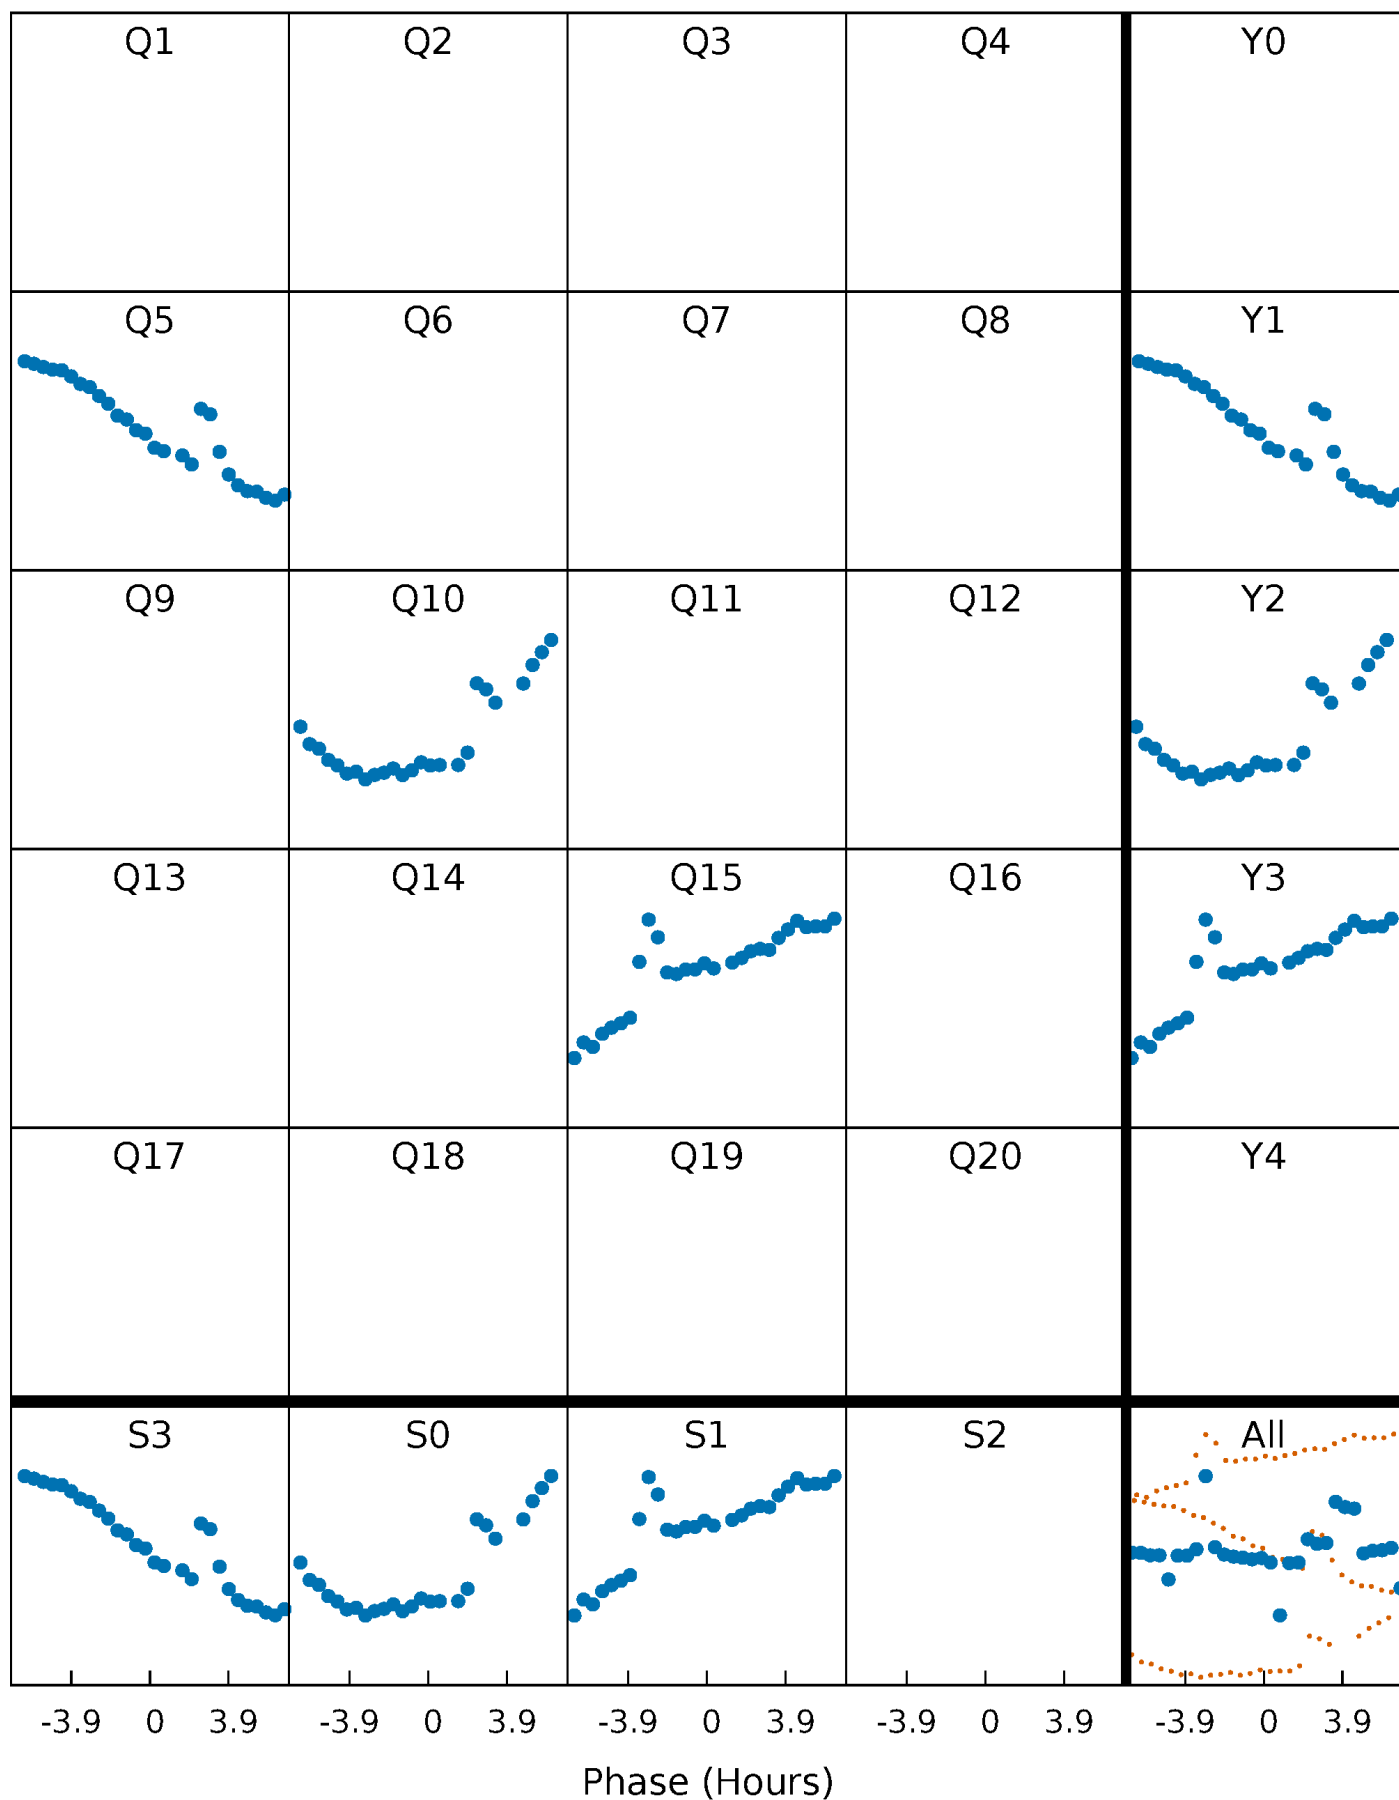 Q1 Q2 Q3 Q4 Y0
Q5 Q6 Q7 Q8 Y1
Q9 Q10 Q11 Q12 Y2
Q13 Q14 Q15 Q16 Y3
Q17 Q18 Q19 Q20 Y4
S3 S0 S1 S2 All
-3.9 0 3.9 -3.9 0 3.9 -3.9 0 3.9 -3.9 0 3.9 -3.9 0 3.9
Phase (Hours)